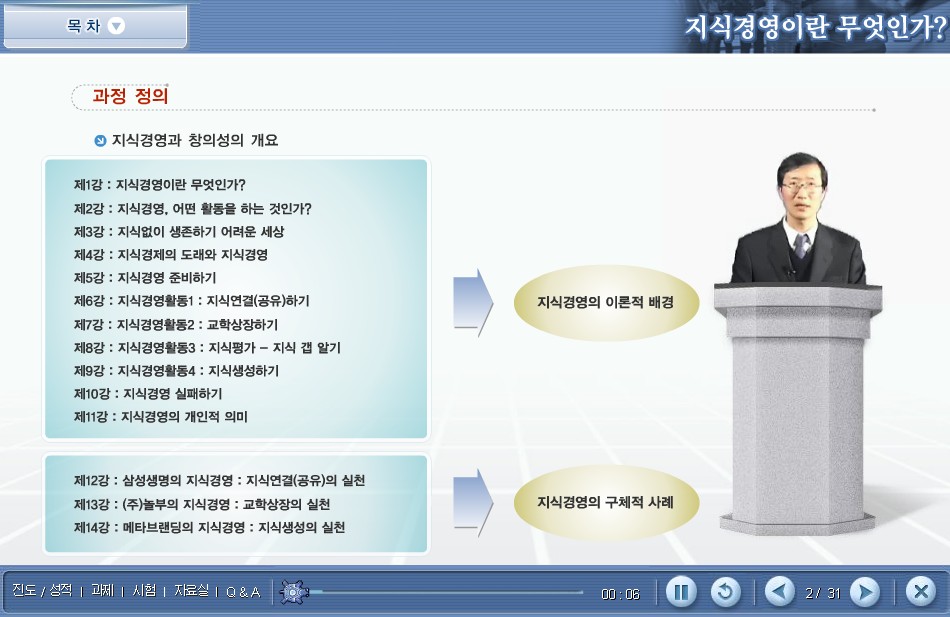 목 차
지식경영이란 무엇인가?
과정 정의
지식경영과 창의성의 개요
제1강 : 지식경영이란 무엇인가?
제2강 : 지식경영, 어떤 활동을 하는 것인가?
제3강 : 지식없이 생존하기 어려운 세상
제4강 : 지식경제의 도래와 지식경영
제5강 : 지식경영 준비하기
제6강 : 지식경영활동1 : 지식연결(공유)하기
제7강 : 지식경영활동2 : 교학상장하기
제8강 : 지식경영활동3 : 지식평가 – 지식 갭 알기
제9강 : 지식경영활동4 : 지식생성하기
제10강 : 지식경영 실패하기
제11강 : 지식경영의 개인적 의미
지식경영의 이론적 배경
제12강 : 삼성생명의 지식경영 : 지식연결(공유)의 실천
제13강 : (주)놀부의 지식경영 : 교학상장의 실천
제14강 : 메타브랜딩의 지식경영 : 지식생성의 실천
지식경영의 구체적 사례
진도 / 성적 | 과제 | 시험 | 자료실 | Q & A
00 : 06
2 / 31